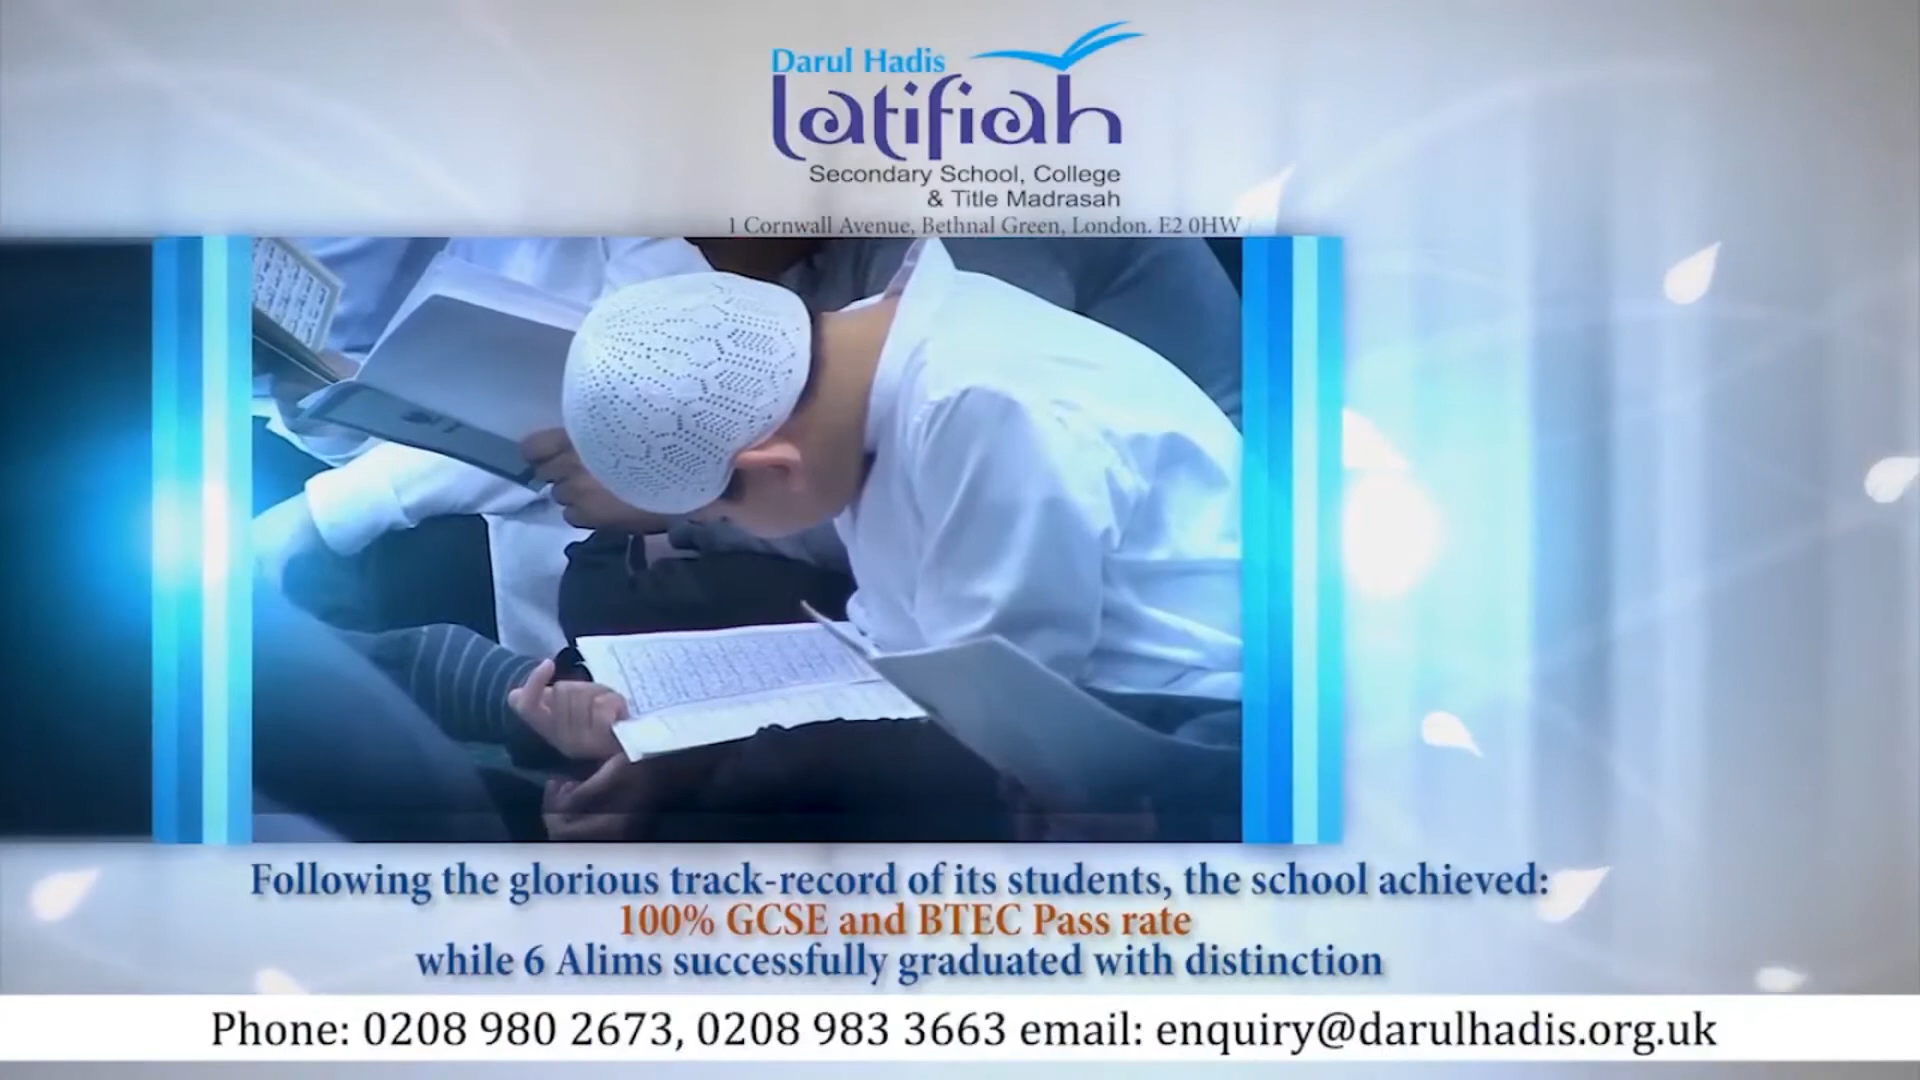 Darul Hadis
Latifiah
Secondary School, College
& Title Madrasah
1 Cornwall Avenue, Bethnal Green, London. E2 0HW
Following the glorious track-record of its students, the school achieved:
100% GCSE and BTEC Pass rate
while 6 Alims successfully graduated with distinction
Phone: 0208 980 2673, 0208 983 3663 email: enquiry@darulhadis.org.uk